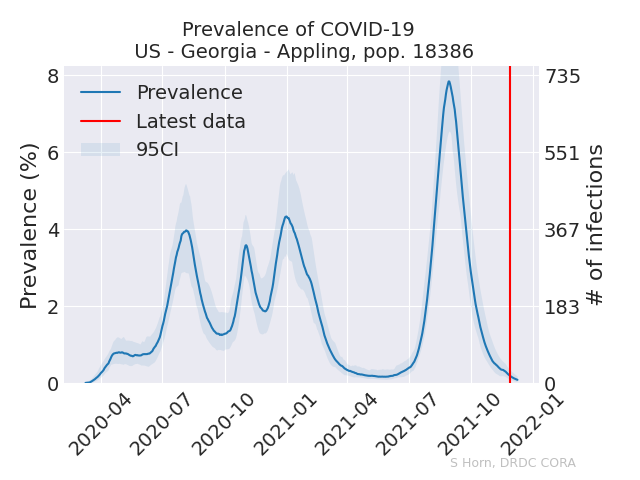 Prevalence of COVID-19
US - Georgia - Appling, pop. 18386
Prevalence
Latest data
95CI
Prevalence (%)
8
6
4
2
0
735
551
367
183
0
# of infections
2020-04
2020-07
2020-10
2021-01
2021-04
2021-07
2021-10
2022-01
S Horn, DRDC CORA